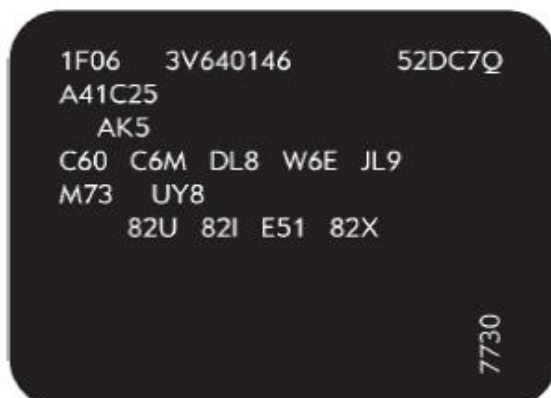 1F06 3V640146 52DC7Q
A41C25
AK5
C60 C6M DL8 W6E JL9
M73 UY8
82U 82I E51 82X
7730